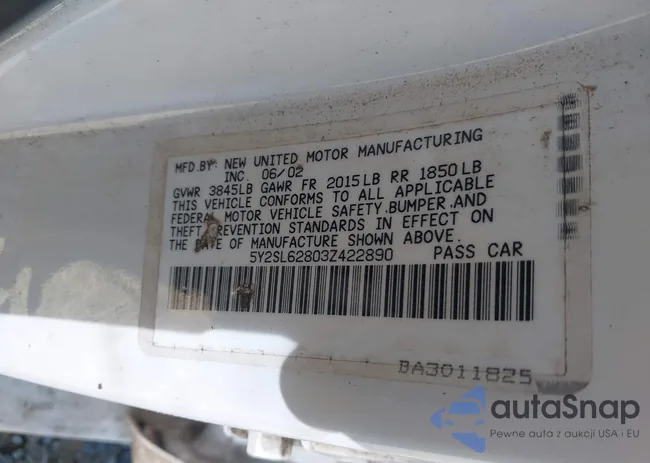 MFD.BY: NEW UNITED MOTOR MANUFACTURING
INC. 06/02
GVWR 3845LB GAWR FR 2015LB RR 1850LB
THIS VEHICLE CONFORMS TO ALL APPLICABLE
FEDERAL MOTOR VEHICLE SAFETY,BUMPER,AND
THEFT PREVENTION STANDARDS IN EFFECT ON
THE DATE OF MANUFACTURE SHOWN ABOVE.
5Y2SL62803Z422890 PASS CAR
BA3011825
autoSnap
Pewne auta z aukcji USA i EU